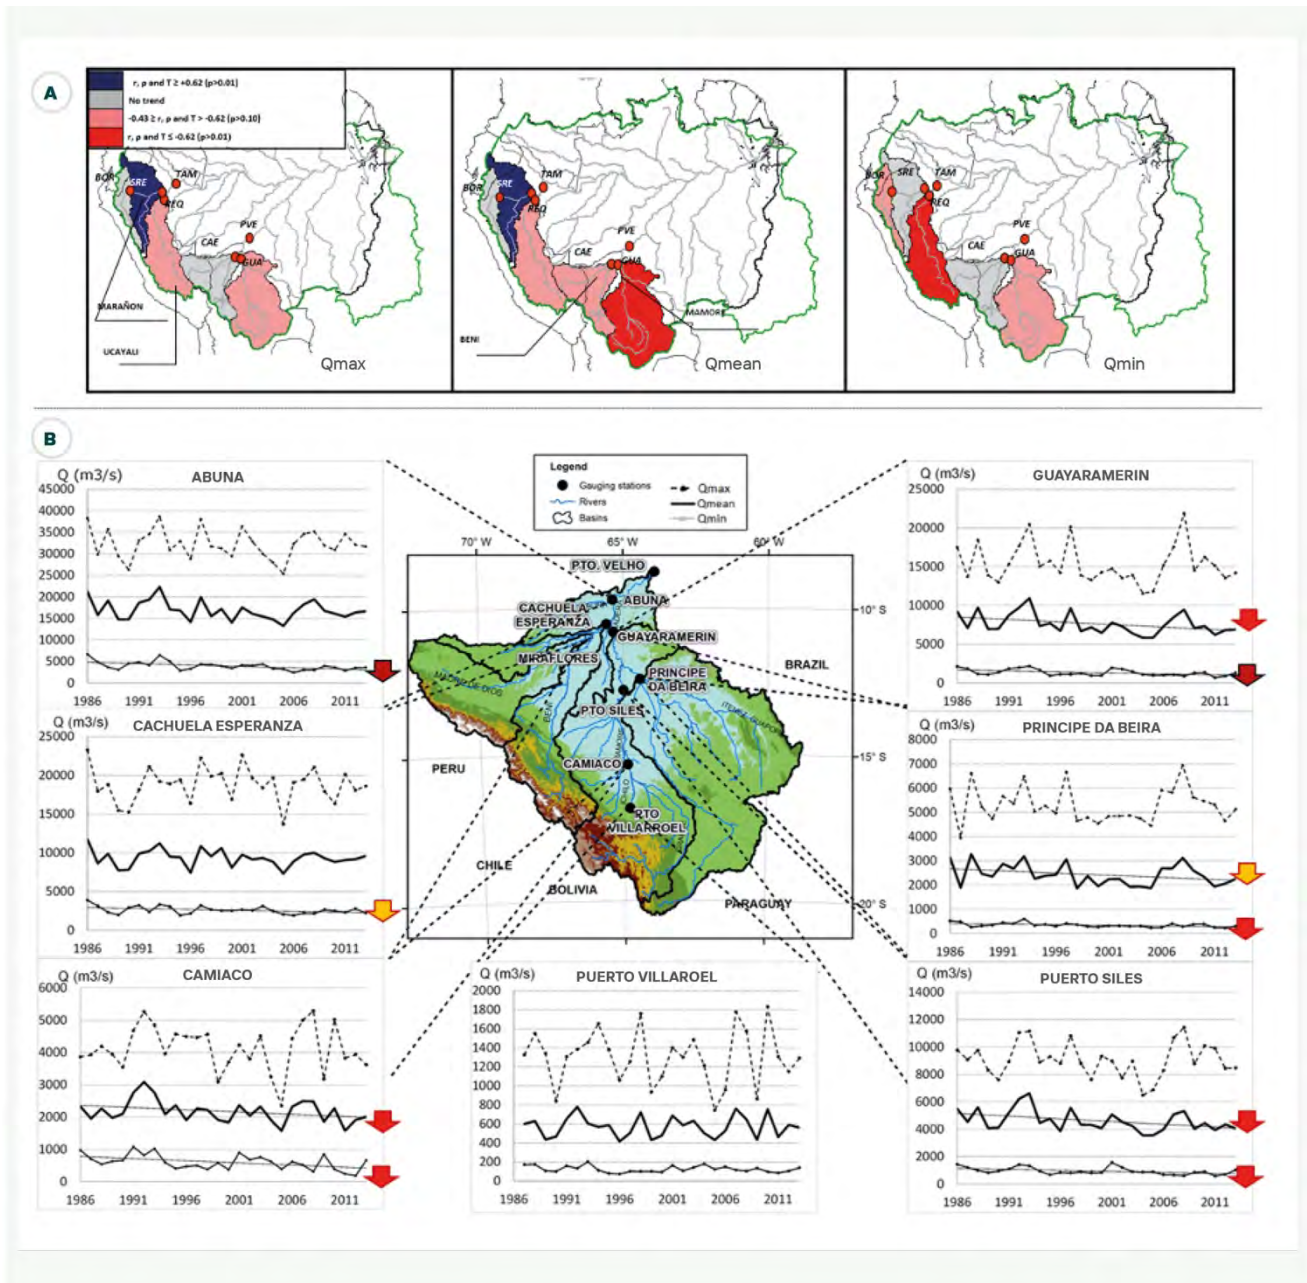 A
r, ρ and T ≥ +0.62 (p>0.01)
No trend
-0.43 ≥ r, ρ and T > -0.62 (p>0.10)
r, ρ and T ≤ -0.62 (p>0.01)
BOR
SRE
TAM
REQ
PVE
CAE
GUA
MARAÑON
UCAYALI
Qmax
BOR
SRE
TAM
REQ
PVE
CAE
GUA
BENI
MAMORE
Qmean
BOR
SRE
TAM
REQ
PVE
CAE
GUA
Qmin
B
Q (m3/s)
ABUNA
45000
40000
35000
30000
25000
20000
15000
10000
5000
0
1986 1991 1996 2001 2006 2011
Q (m3/s)
CACHUELA ESPERANZA
25000
20000
15000
10000
5000
0
1986 1991 1996 2001 2006 2011
Q (m3/s)
CAMIACO
6000
5000
4000
3000
2000
1000
0
1986 1991 1996 2001 2006 2011
Legend
Gauging stations
Rivers
Basins
Qmax
Qmean
Qmin
70° W
65° W
60° W
10° S
15° S
20° S
PTO. VELHO
ABUNA
CACHUELA
ESPERANZA
GUAYARAMERIN
MIRAFLORES
BRAZIL
PRINCIPE
DA BEIRA
MADRE DE DIOS
BENI
PTO SILES
PERU
CAMIACO
PTO
VILLARROEL
CHILE
BOLIVIA
PARAGUAY
Q (m3/s)
PUERTO VILLAROEL
2000
1800
1600
1400
1200
1000
800
600
400
200
0
1986 1991 1996 2001 2006 2011
Q (m3/s)
GUAYARAMERIN
25000
20000
15000
10000
5000
0
1986 1991 1996 2001 2006 2011
Q (m3/s)
PRINCIPE DA BEIRA
8000
7000
6000
5000
4000
3000
2000
1000
0
1986 1991 1996 2001 2006 2011
Q (m3/s)
PUERTO SILES
14000
12000
10000
8000
6000
4000
2000
0
1986 1991 1996 2001 2006 2011